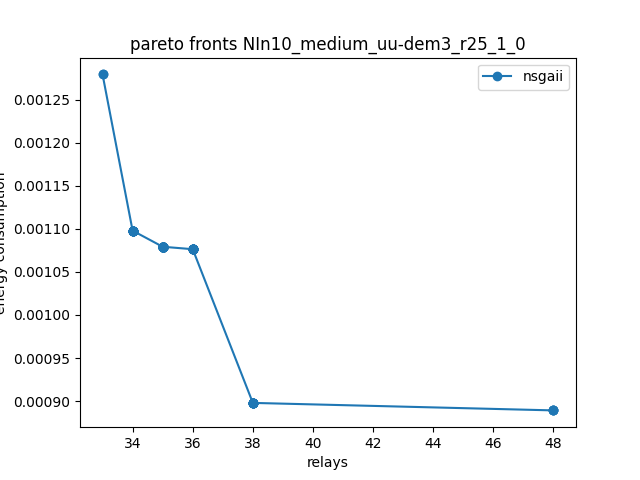 pareto fronts NIn10_medium_uu-dem3_r25_1_0
nsgaii
0.00125
0.00120
0.00115
0.00110
0.00105
0.00100
0.00095
0.00090
energy consumption
34 36 38 40 42 44 46 48
relays